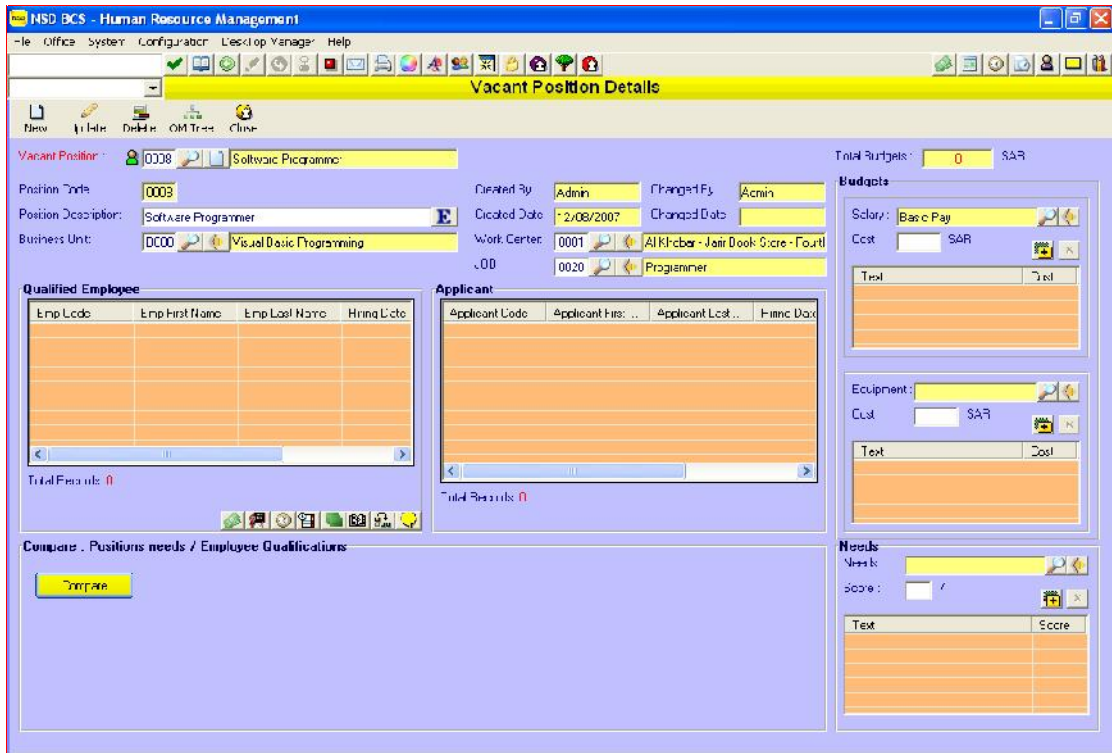 NSD BCS - Human Resource Management
File Office System Configuration DeskTop Manager Help
Vacant Position Details
New Update Delete OM Tree Close
Vacant Position : 0008 Software Programmer Total Budgets : 0 SAR
Budgets
Position Code 0008 Created By Admin Changed By Admin
Position Description: Software Programmer E Created Date 12/08/2007 Changed Date
Salary : Basic Pay
Business Unit: Visual Basic Programming Work Center: 0001 Al Khobar - Jarir Book Store - Fourth
Cost SAR
JOB 0020 Programmer
Text Cost
Qualified Employee
Emp Code Emp First Name Emp Last Name Hiring Date
Total Records 0
Applicant
Applicant Code Applicant Firs: ... Applicant Last ...
Total Records 0
Equipment :
Cost SAR
Text Cost
Compare : Positions needs / Employee Qualifications
Compare
Needs
Needs
Score : /
Text Score